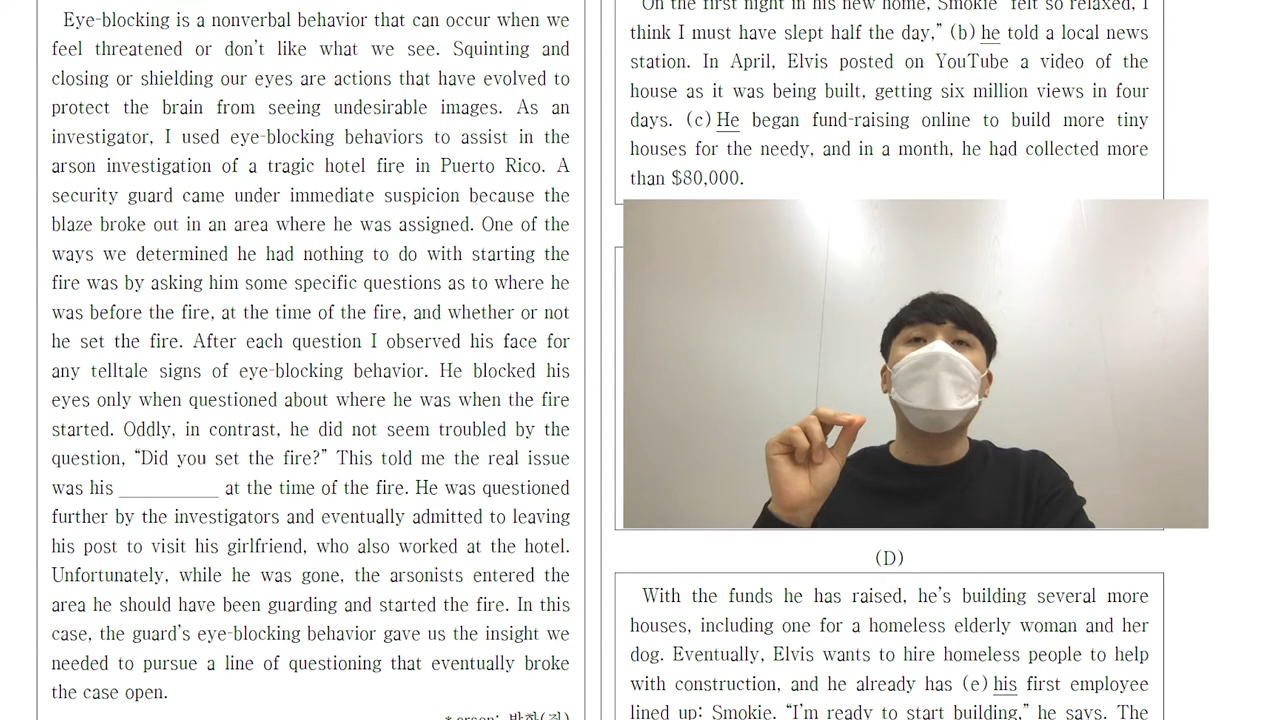 Eye-blocking is a nonverbal behavior that can occur when we
feel threatened or don't like what we see. Squinting and
closing or shielding our eyes are actions that have evolved to
protect the brain from seeing undesirable images. As an
investigator, I used eye-blocking behaviors to assist in the
arson investigation of a tragic hotel fire in Puerto Rico. A
security guard came under immediate suspicion because the
blaze broke out in an area where he was assigned. One of the
ways we determined he had nothing to do with starting the
fire was by asking him some specific questions as to where he
was before the fire, at the time of the fire, and whether or not
he set the fire. After each question I observed his face for
any telltale signs of eye-blocking behavior. He blocked his
eyes only when questioned about where he was when the fire
started. Oddly, in contrast, he did not seem troubled by the
question, “Did you set the fire?” This told me the real issue
was his __________ at the time of the fire. He was questioned
further by the investigators and eventually admitted to leaving
his post to visit his girlfriend, who also worked at the hotel.
Unfortunately, while he was gone, the arsonists entered the
area he should have been guarding and started the fire. In this
case, the guard's eye-blocking behavior gave us the insight we
needed to pursue a line of questioning that eventually broke
the case open.
* arson: 방화(죄)
On the first night in his new home, Smokie “felt so relaxed, I
think I must have slept half the day,” (b) he told a local news
station. In April, Elvis posted on YouTube a video of the
house as it was being built, getting six million views in four
days. (c) He began fund-raising online to build more tiny
houses for the needy, and in a month, he had collected more
than $80,000.
(D)
With the funds he has raised, he's building several more
houses, including one for a homeless elderly woman and her
dog. Eventually, Elvis wants to hire homeless people to help
with construction, and he already has (e) his first employee
lined up: Smokie. “I'm ready to start building,” he says. The